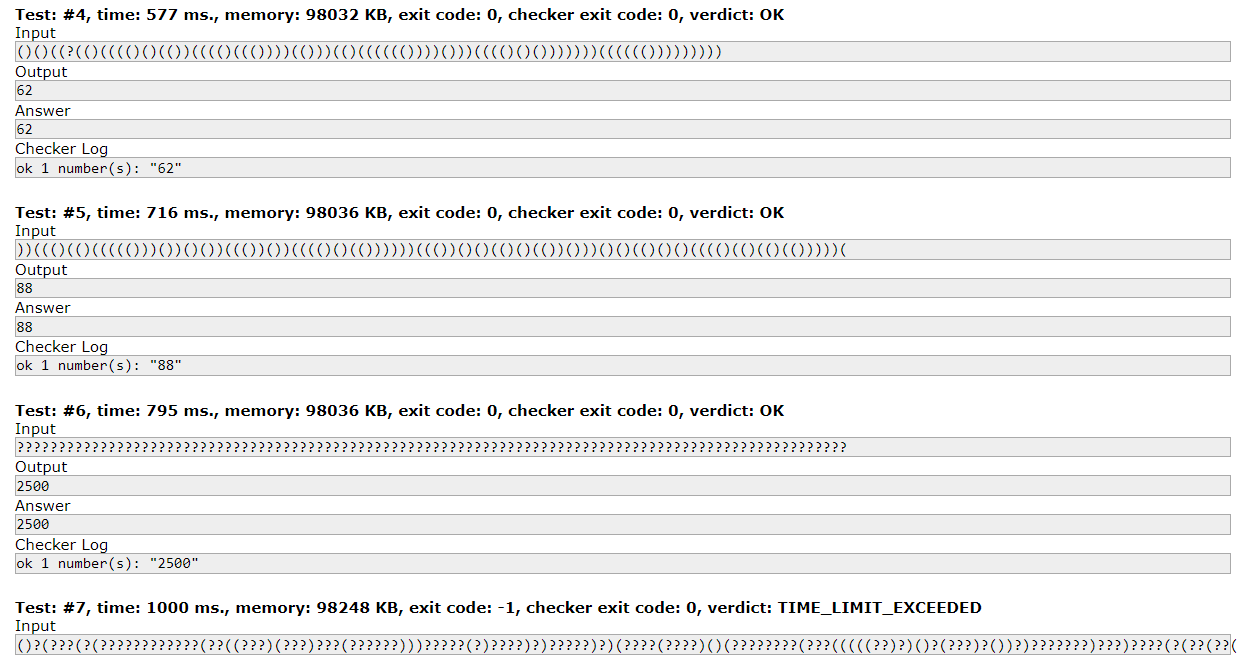 Test: #4, time: 577 ms., memory: 98032 KB, exit code: 0, checker exit code: 0, verdict: OK
Input
()()((?(()(((()()(())(((()((())))(()))(()(((((())))()))(((()()())))))))((((((()))))))))
Output
62
Answer
62
Checker Log
ok 1 number(s): "62"
Test: #5, time: 716 ms., memory: 98036 KB, exit code: 0, checker exit code: 0, verdict: OK
Input
))((()(()((((()))())()())((())())(((()()(()))))))((())()()(()()(())()))()()(()()()(((()(()(()(()))))(
Output
88
Answer
88
Checker Log
ok 1 number(s): "88"
Test: #6, time: 795 ms., memory: 98036 KB, exit code: 0, checker exit code: 0, verdict: OK
Input
????????????????????????????????????????????????????????????????????????????????????????????????????
Output
2500
Answer
2500
Checker Log
ok 1 number(s): "2500"
Test: #7, time: 1000 ms., memory: 98248 KB, exit code: -1, checker exit code: 0, verdict: TIME_LIMIT_EXCEEDED
Input
()?(???(?(????????????(??((???)(???)???(??????)))?????(?)????)?)?????)?)(????(????)()(????????(???(((((??)?)()?(???)?())?)???????)???)????(?(??(??(